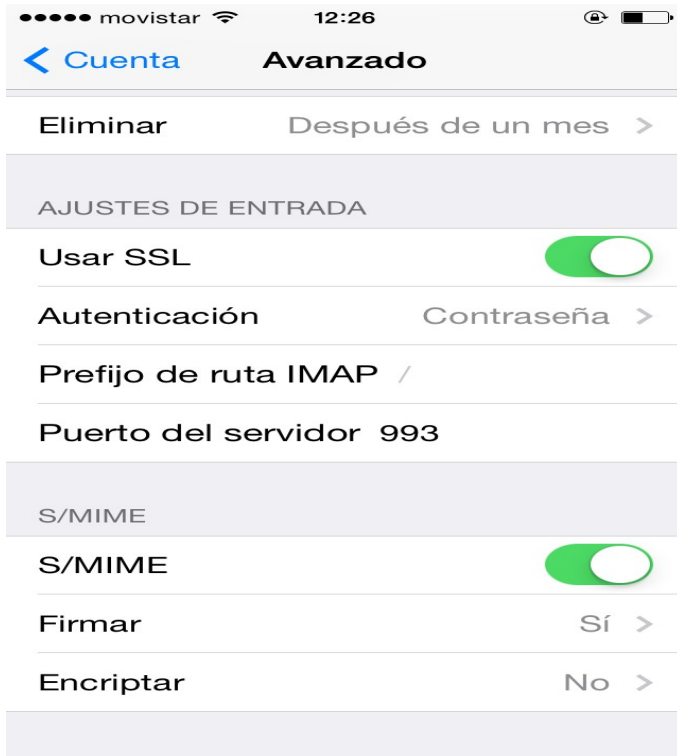 movistar 12:26
Cuenta Avanzado
Eliminar Después de un mes
AJUSTES DE ENTRADA
Usar SSL
Autenticación Contraseña
Prefijo de ruta IMAP /
Puerto del servidor 993
S/MIME
S/MIME
Firmar Sí
Encriptar No